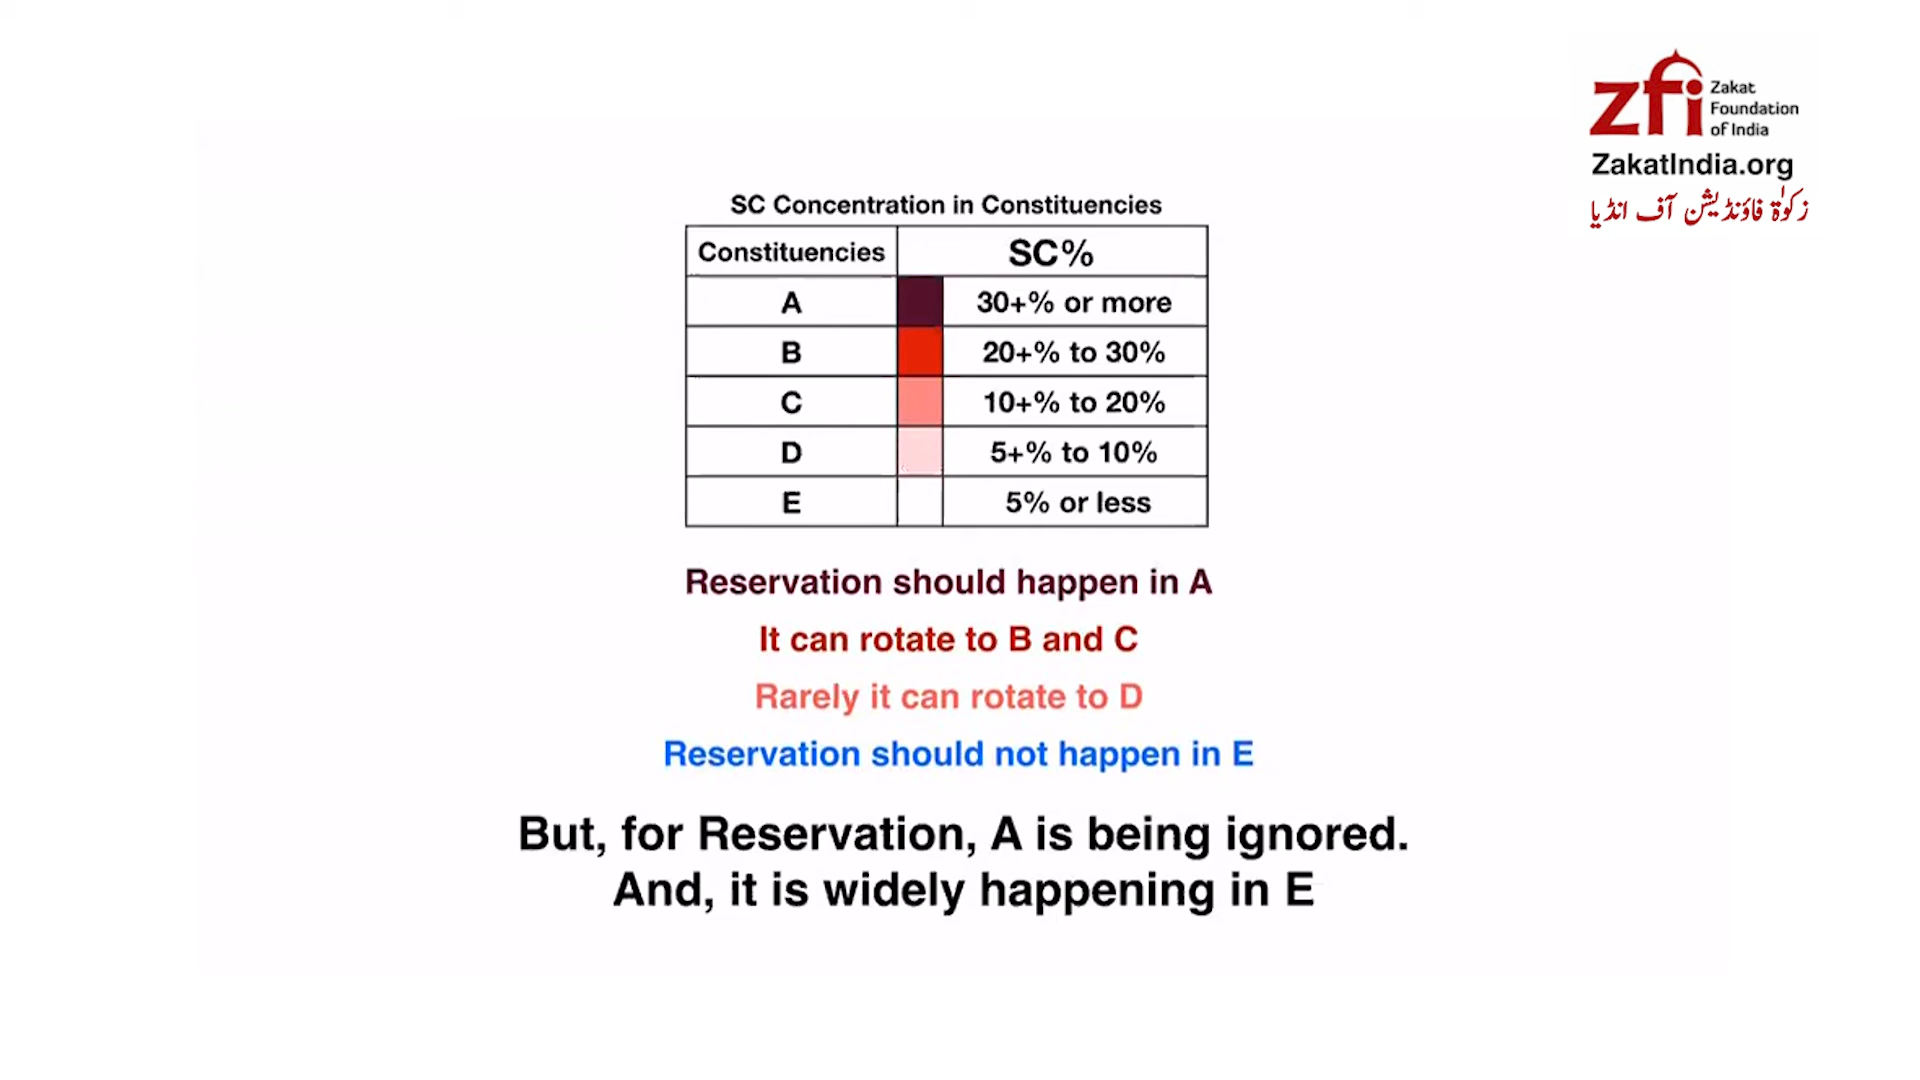 zfi
Zakat
Foundation
of India
ZakatIndia.org
زکوٰۃ فاؤنڈیشن آف انڈیا
SC Concentration in Constituencies
Constituencies SC%
A 30+% or more
B 20+% to 30%
C 10+% to 20%
D 5+% to 10%
E 5% or less
Reservation should happen in A
It can rotate to B and C
Rarely it can rotate to D
Reservation should not happen in E
But, for Reservation, A is being ignored.
And, it is widely happening in E